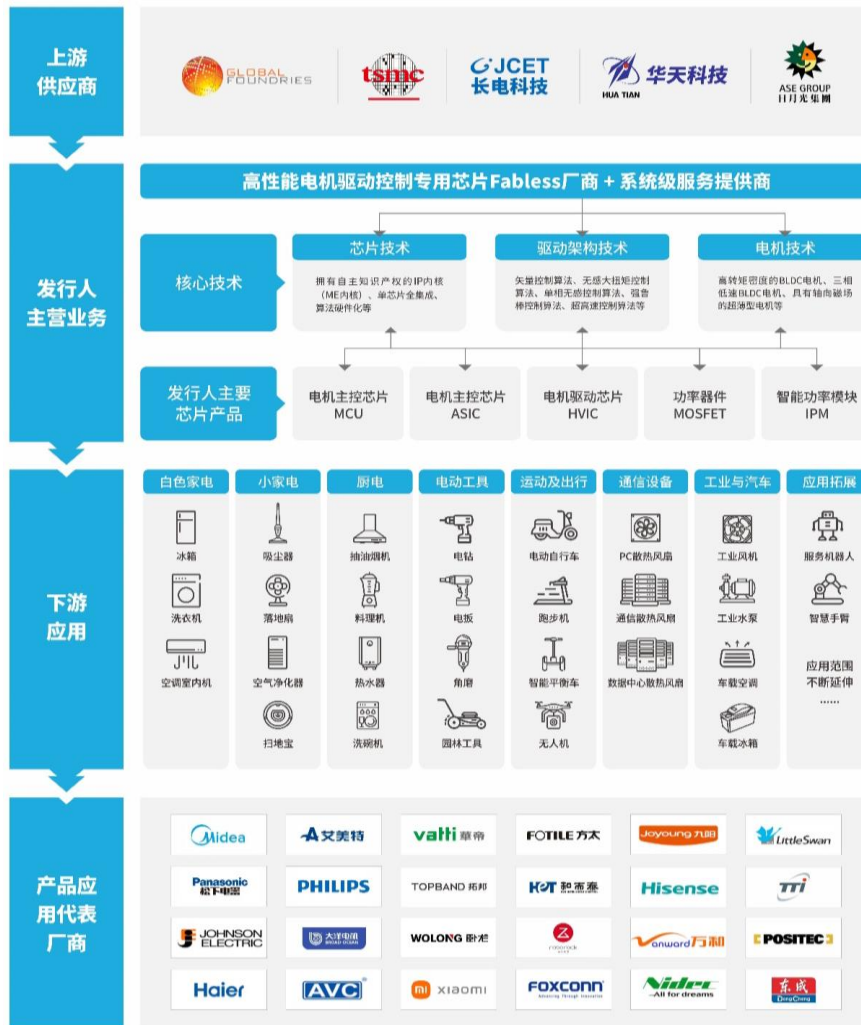 上游
供应商
GLOBAL
FOUNDRIES
tsmc
JCET
长电科技
HUA TIAN
华天科技
ASE GROUP
日月光集團
发行人
主营业务
高性能电机驱动控制专用芯片Fabless厂商 + 系统级服务提供商
核心技术
芯片技术
拥有自主知识产权的IP内核
（ME内核）、单芯片全集成、
算法硬件化等
驱动架构技术
矢量控制算法、无感大扭矩控制
算法、单相无感控制算法、强鲁
棒控制算法、超高速控制算法等
电机技术
高转矩密度的BLDC电机、三相
低速BLDC电机、具有轴向磁场
的超薄型电机等
发行人主要
芯片产品
电机主控芯片
MCU
电机主控芯片
ASIC
电机驱动芯片
HVIC
功率器件
MOSFET
智能功率模块
IPM
下游
应用
白色家电
冰箱
洗衣机
空调室内机
小家电
吸尘器
落地扇
空气净化器
扫地宝
厨电
抽油烟机
料理机
热水器
洗碗机
电动工具
电钻
电扳
角磨
园林工具
运动及出行
电动自行车
跑步机
智能平衡车
无人机
通信设备
PC散热风扇
通信散热风扇
数据中心散热风扇
工业与汽车
工业风机
工业水泵
车载空调
车载冰箱
应用拓展
服务机器人
智慧手臂
应用范围
不断延伸
......
产品应
用代表
厂商
Midea
艾美特
vatti 華帝
FOTILE 方太
Joyoung 九阳
LittleSwan
Panasonic
松下电器
PHILIPS
TOPBAND 拓邦
H&T 和而泰
Hisense
TTI
JOHNSON
ELECTRIC
大洋电机
BROAD OCEAN
WOLONG 卧龙
roborock
Vanward 万和
POSITEC
Haier
AVC
mi xiaomi
FOXCONN
Advancing Through Innovation
Nidec
-All for dreams
东成
DongCheng